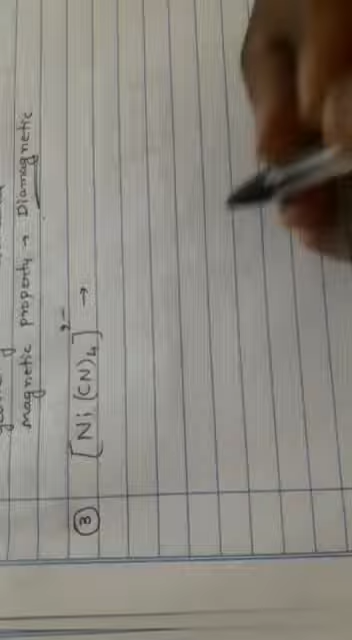 magnetic property → Diamagnetic
③ [Ni(CN)₄]²⁻ →